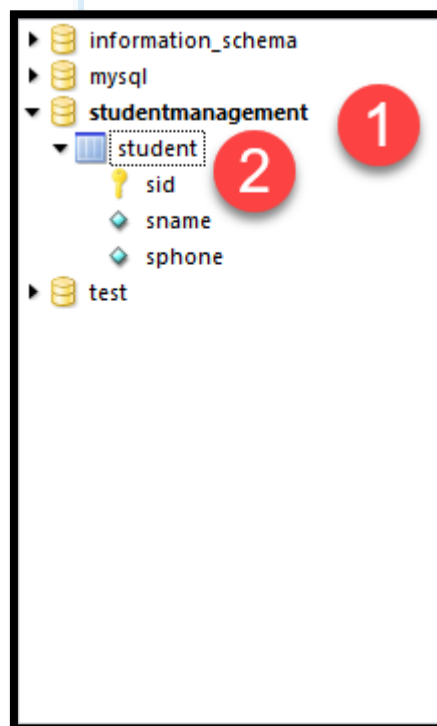 information_schema
mysql
studentmanagement
1
student
2
sid
sname
sphone
test